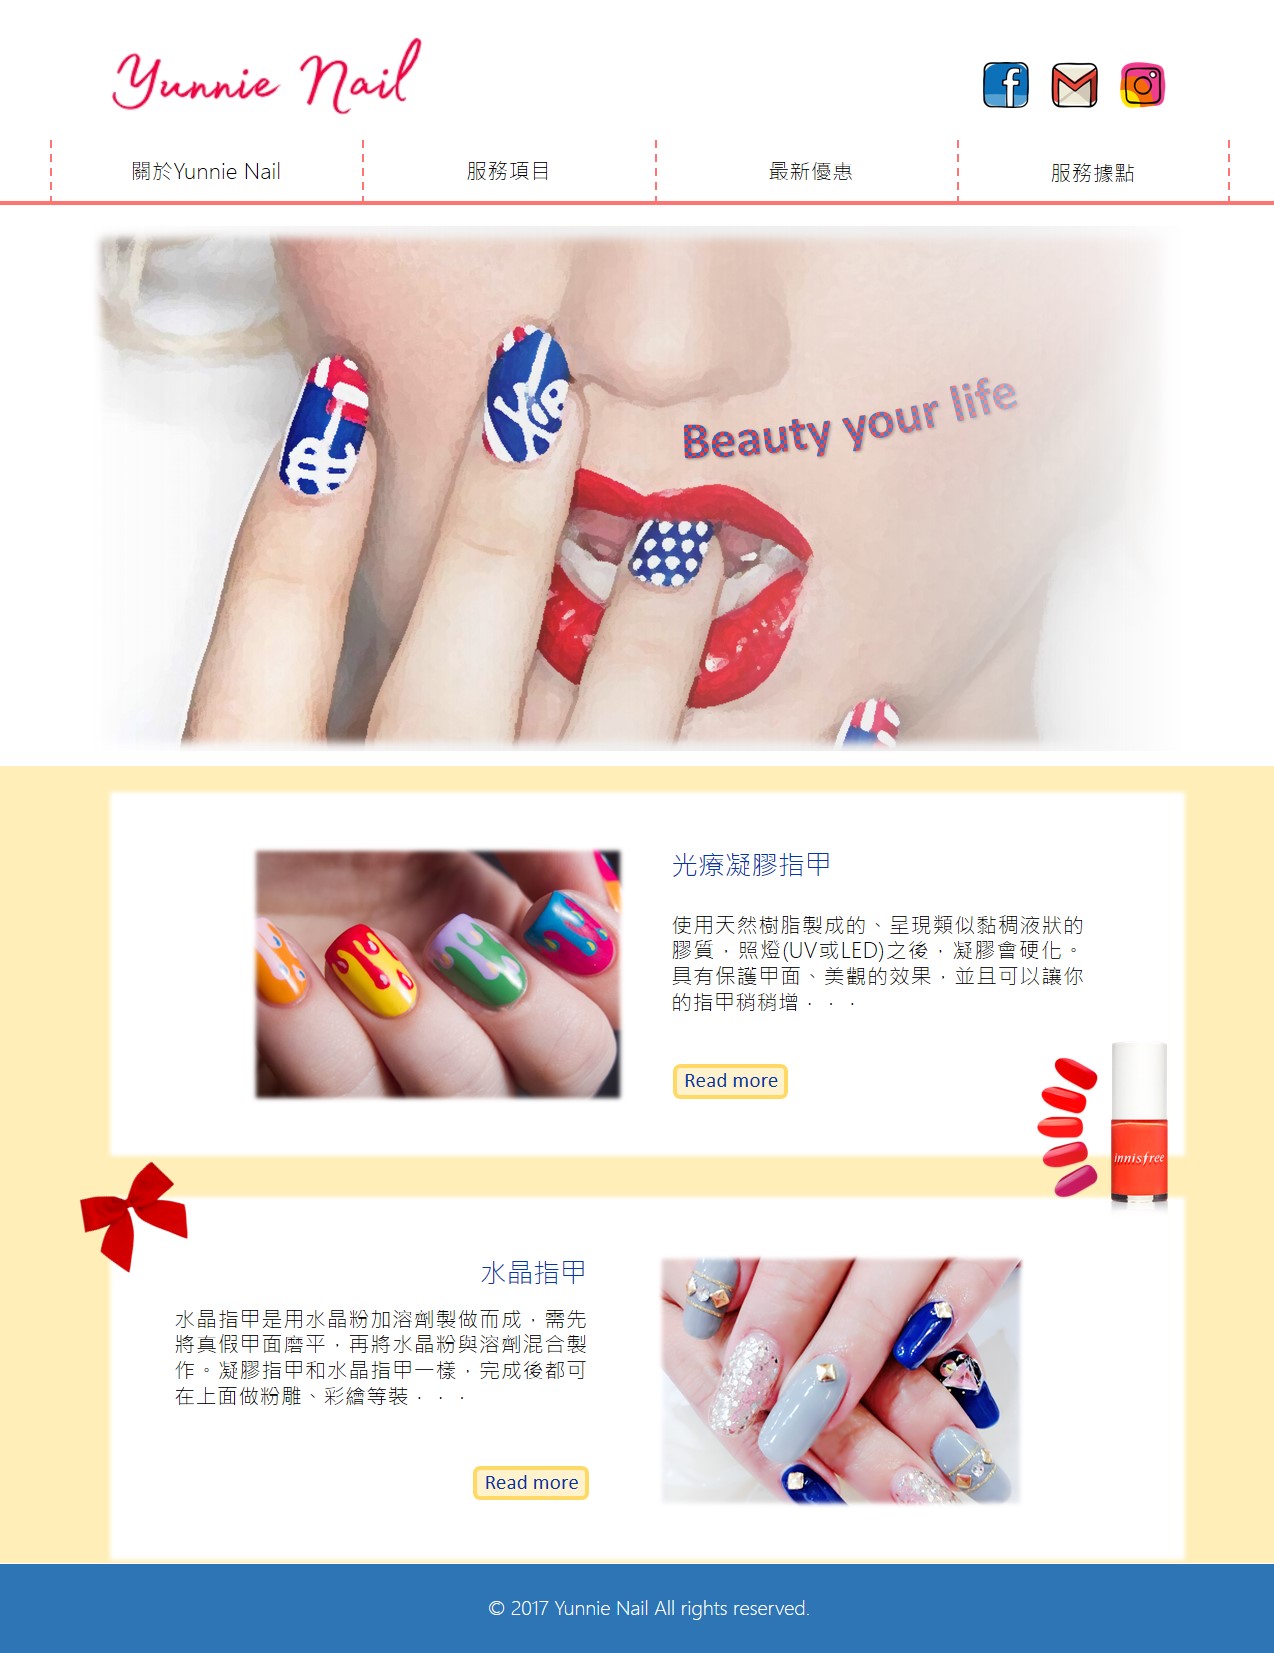 Yunnie Nail
關於Yunnie Nail
服務項目
最新優惠
服務據點
Beauty your life
光療凝膠指甲
使用天然樹脂製成的、呈現類似黏稠液狀的
膠質，照燈(UV或LED)之後，凝膠會硬化。
具有保護甲面、美觀的效果，並且可以讓你
的指甲稍稍增．．．
Read more
innisfree
水晶指甲
水晶指甲是用水晶粉加溶劑製做而成，需先
將真假甲面磨平，再將水晶粉與溶劑混合製
作。凝膠指甲和水晶指甲一樣，完成後都可
在上面做粉雕、彩繪等裝．．．
Read more
© 2017 Yunnie Nail All rights reserved.